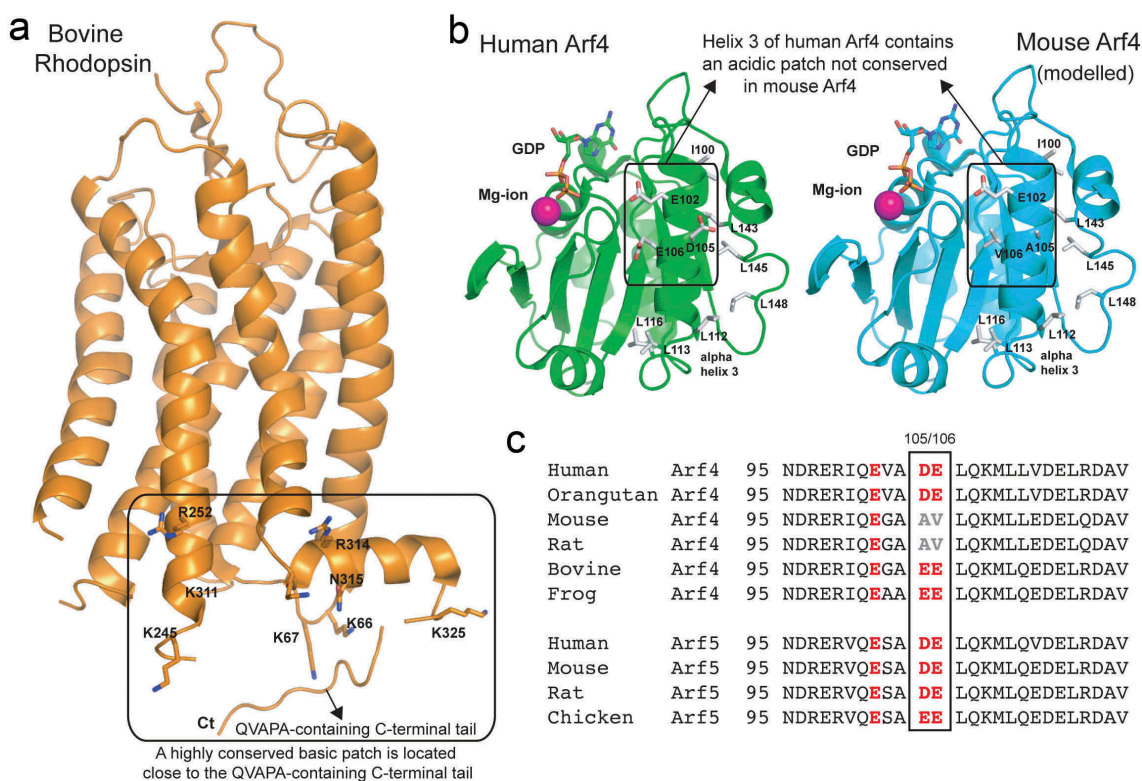 a
Bovine
Rhodopsin
R252
R314
K311
N315
K245
K67
K66
K325
Ct
QVAPA-containing C-terminal tail
A highly conserved basic patch is located
close to the QVAPA-containing C-terminal tail
b
Human Arf4
Helix 3 of human Arf4 contains
an acidic patch not conserved
in mouse Arf4
Mouse Arf4
(modelled)
GDP
Mg-ion
I100
E102
L143
D105
E106
L145
L148
L116
L112
L113
alpha
helix 3
GDP
Mg-ion
I100
E102
L143
A105
V106
L145
L148
L116
L112
L113
alpha
helix 3
c
105/106
Human Arf4 95 NDRERIQEVA DE LQKMLLVDELRDAV
Orangutan Arf4 95 NDRERIQEVA DE LQKMLLVDELRDAV
Mouse Arf4 95 NDRERIQEGA AV LQKMLLEDELQDAV
Rat Arf4 95 NDRERIQEGA AV LQKMLLEDELQDAV
Bovine Arf4 95 NDRERIQEGA EE LQKMLQEDELRDAV
Frog Arf4 95 NDRERIQEAA EE LQKMLQEDELRDAV
Human Arf5 95 NDRERVQESA DE LQKMLQVDELRDAV
Mouse Arf5 95 NDRERVQESA DE LQKMLQEDELRDAV
Rat Arf5 95 NDRERVQESA DE LQKMLQEDELRDAV
Chicken Arf5 95 NDRERVQESA EE LQKMLQEDELRDAV